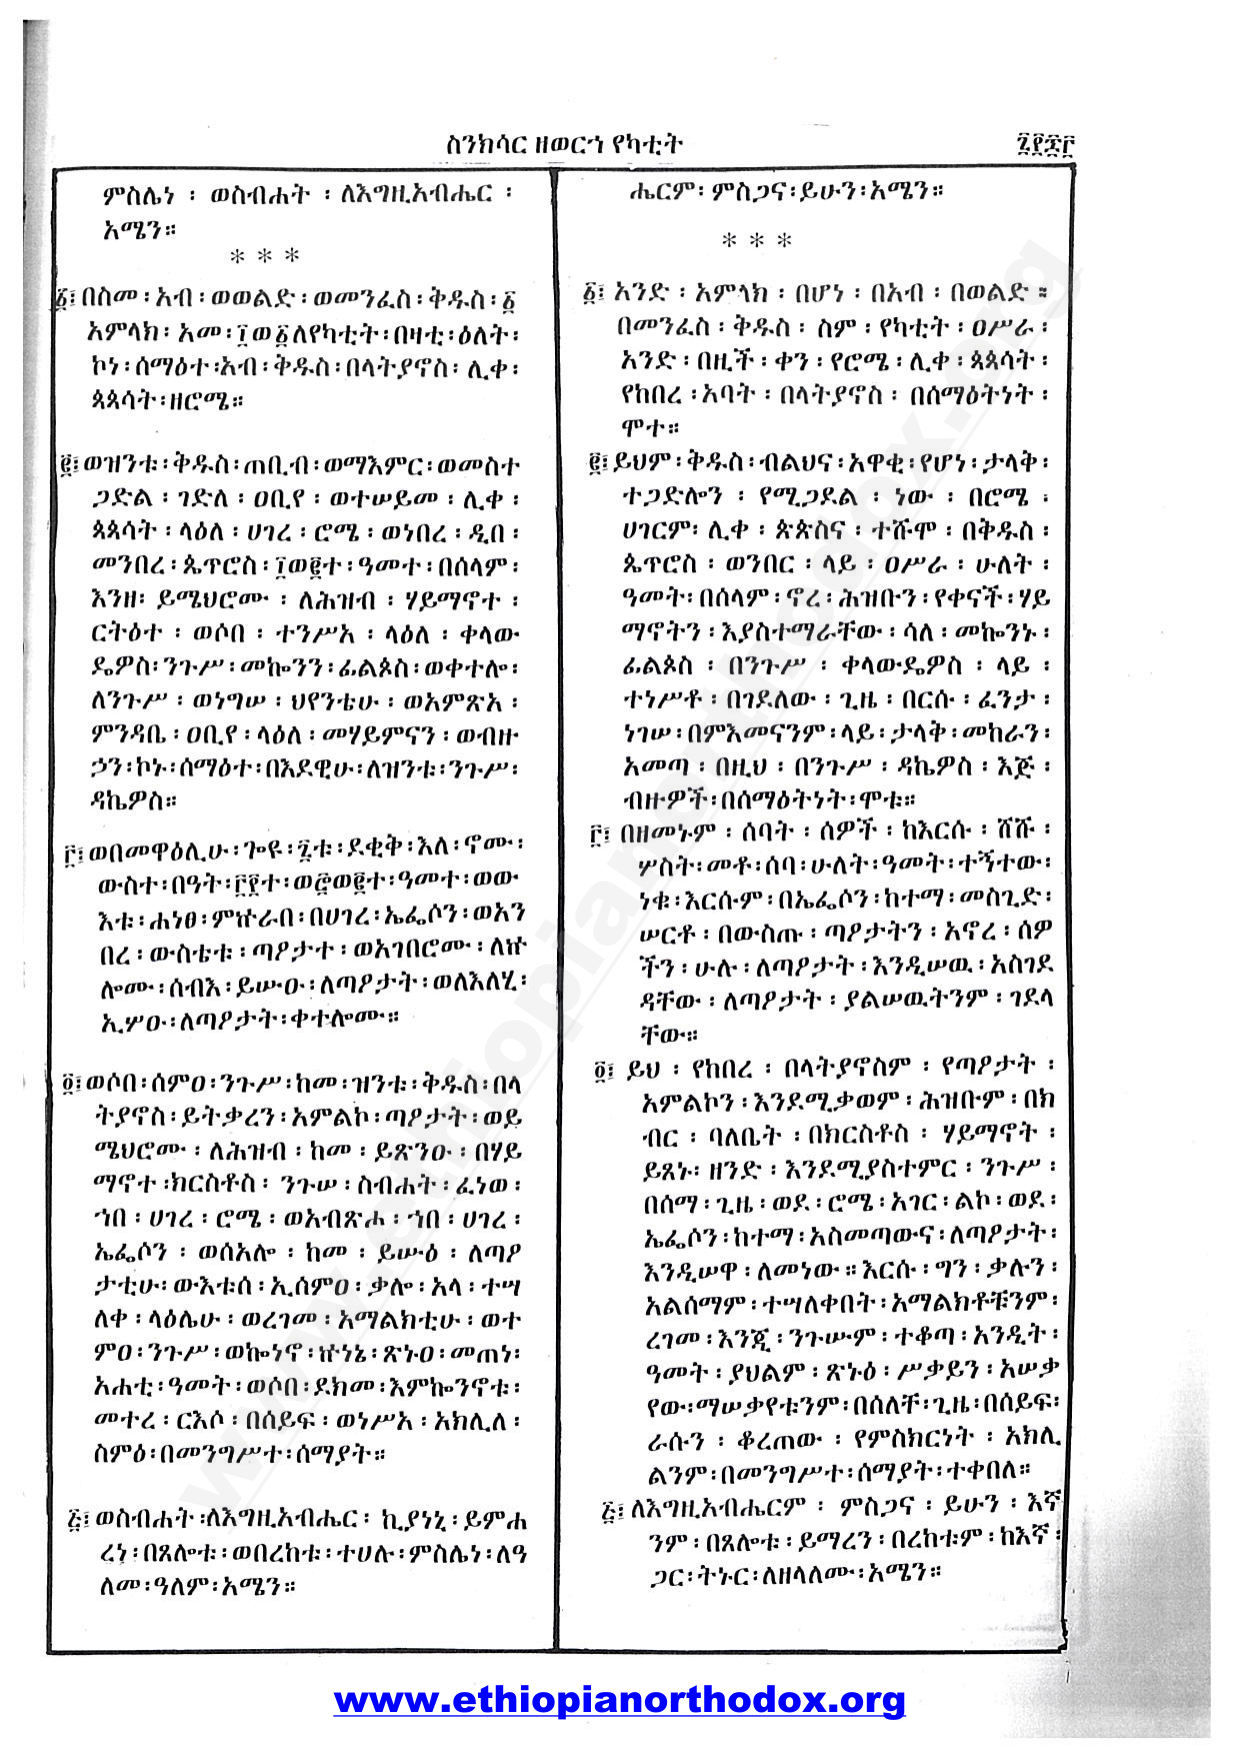 ስንክሳር ዘወርኀ የካቲት
፯፻፹፫
ምስሌነ ፡ ወስብሐት ፡ ለእግዚአብሔር ፡
አሜን።
* * *
፩፤ በስመ ፡ አብ ፡ ወወልድ ፡ ወመንፈስ ፡ ቅዱስ ፡ ፩
አምላክ ፡ አመ ፡ ፲ወ፩ለየካቲት ፡ በዛቲ ፡ ዕለት ፡
ኮነ ፡ ሰማዕተ ፡ አብ ፡ ቅዱስ ፡ በላትያኖስ ፡ ሊቀ ፡
ጳጳሳት ፡ ዘሮሜ።
፪፤ ወዝንቱ ፡ ቅዱስ ፡ ጠቢብ ፡ ወማእምር ፡ ወመስተ
ጋድል ፡ ገድለ ፡ ዐቢየ ፡ ወተሠይመ ፡ ሊቀ ፡
ጳጳሳት ፡ ላዕለ ፡ ሀገረ ፡ ሮሜ ፡ ወነበረ ፡ ዲበ ፡
መንበረ ፡ ጴጥሮስ ፡ ፲ወ፪ተ ፡ ዓመተ ፡ በሰላም ፡
እንዘ ፡ ይሜህሮሙ ፡ ለሕዝብ ፡ ሃይማኖተ ፡
ርትዕተ ፡ ወሶበ ፡ ተንሥአ ፡ ላዕለ ፡ ቀላው
ዴዎስ ፡ ንጉሥ ፡ መኰንን ፡ ፊልጶስ ፡ ወቀተሎ ፡
ለንጉሥ ፡ ወነግሠ ፡ ህየንቴሁ ፡ ወአምጽአ ፡
ምንዳቤ ፡ ዐቢየ ፡ ላዕለ ፡ መሃይምናን ፡ ወብዙ
ኃን ፡ ኮኑ ፡ ሰማዕተ ፡ በእደዊሁ ፡ ለዝንቱ ፡ ንጉሥ ፡
ዳኬዎስ።
፫፤ ወበመዋዕሊሁ ፡ ጐዩ ፡ ፯ቱ ፡ ደቂቅ ፡ እለ ፡ ኖሙ ፡
ውስተ ፡ በዓት ፡ ፫፻ተ ፡ ወ፸ወ፪ተ ፡ ዓመተ ፡ ወው
እቱ ፡ ሐነፀ ፡ ምኵራበ ፡ በሀገረ ፡ ኤፌሶን ፡ ወአን
በረ ፡ ውስቴቱ ፡ ጣዖታተ ፡ ወአገበሮሙ ፡ ለኵ
ሎሙ ፡ ሰብእ ፡ ይሡዑ ፡ ለጣዖታት ፡ ወለእለሂ ፡
ኢሦዑ ፡ ለጣዖታት ፡ ቀተሎሙ።
፬፤ ወሶበ ፡ ሰምዐ ፡ ንጉሥ ፡ ከመ ፡ ዝንቱ ፡ ቅዱስ ፡ በላ
ትያኖስ ፡ ይትቃረን ፡ አምልኮ ፡ ጣዖታት ፡ ወይ
ሜህሮሙ ፡ ለሕዝብ ፡ ከመ ፡ ይጽንዑ ፡ በሃይ
ማኖተ ፡ ክርስቶስ ፡ ንጉሠ ፡ ስብሐት ፡ ፈነወ ፡
ኀበ ፡ ሀገረ ፡ ሮሜ ፡ ወአብጽሖ ፡ ኀበ ፡ ሀገረ ፡
ኤፌሶን ፡ ወሰአሎ ፡ ከመ ፡ ይሡዕ ፡ ለጣዖ
ታቲሁ ፡ ውእቱሰ ፡ ኢሰምዐ ፡ ቃሎ ፡ አላ ፡ ተሣ
ለቀ ፡ ላዕሌሁ ፡ ወረገመ ፡ አማልክቲሁ ፡ ወተ
ምዐ ፡ ንጉሥ ፡ ወኰነኖ ፡ ኵነኔ ፡ ጽኑዐ ፡ መጠነ ፡
አሐቲ ፡ ዓመት ፡ ወሶበ ፡ ደክመ ፡ እምኰንኖቱ ፡
መተረ ፡ ርእሶ ፡ በሰይፍ ፡ ወነሥአ ፡ አክሊለ ፡
ስምዕ ፡ በመንግሥተ ፡ ሰማያት።
፭፤ ወስብሐት ፡ ለእግዚአብሔር ፡ ኪያነኒ ፡ ይምሐ
ረነ ፡ በጸሎቱ ፡ ወበረከቱ ፡ ተሀሉ ፡ ምስሌነ ፡ ለዓ
ለመ ፡ ዓለም ፡ አሜን።
ሔርም ፡ ምስጋና ፡ ይሁን ፡ አሜን።
* * *
፩፤ አንድ ፡ አምላክ ፡ በሆነ ፡ በአብ ፡ በወልድ ።
በመንፈስ ፡ ቅዱስ ፡ ስም ፡ የካቲት ፡ ዐሥራ ፡
አንድ ፡ በዚች ፡ ቀን ፡ የሮሜ ፡ ሊቀ ፡ ጳጳሳት ፡
የከበረ ፡ አባት ፡ በላትያኖስ ፡ በሰማዕትነት ፡
ሞተ።
፪፤ ይህም ፡ ቅዱስ ፡ ብልህና ፡ አዋቂ ፡ የሆነ ፡ ታላቅ ፡
ተጋድሎን ፡ የሚጋደል ፡ ነው ፡ በሮሜ ፡
ሀገርም ፡ ሊቀ ፡ ጵጵስና ፡ ተሹሞ ፡ በቅዱስ ፡
ጴጥሮስ ፡ ወንበር ፡ ላይ ፡ ዐሥራ ፡ ሁለት ፡
ዓመት ፡ በሰላም ፡ ኖረ ፡ ሕዝቡን ፡ የቀናች ፡ ሃይ
ማኖትን ፡ እያስተማራቸው ፡ ሳለ ፡ መኰንኑ ፡
ፊልጶስ ፡ በንጉሥ ፡ ቀላውዴዎስ ፡ ላይ ፡
ተነሥቶ ፡ በገደለው ፡ ጊዜ ፡ በርሱ ፡ ፈንታ ፡
ነገሠ ፡ በምእመናንም ፡ ላይ ፡ ታላቅ ፡ መከራን ፡
አመጣ ፡ በዚህ ፡ በንጉሥ ፡ ዳኬዎስ ፡ እጅ ፡
ብዙዎች ፡ በሰማዕትነት ፡ ሞቱ።
፫፤ በዘመኑም ፡ ሰባት ፡ ሰዎች ፡ ከእርሱ ፡ ሸሹ ፡
ሦስት ፡ መቶ ፡ ሰባ ፡ ሁለት ፡ ዓመት ፡ ተኝተው ፡
ነቁ ፡ እርሱም ፡ በኤፌሶን ፡ ከተማ ፡ መስጊድ ፡
ሠርቶ ፡ በውስጡ ፡ ጣዖታትን ፡ አኖረ ፡ ሰዎ
ችን ፡ ሁሉ ፡ ለጣዖታት ፡ እንዲሠዉ ፡ አስገደ
ዳቸው ፡ ለጣዖታት ፡ ያልሠዉትንም ፡ ገደላ
ቸው።
፬፤ ይህ ፡ የከበረ ፡ በላትያኖስም ፡ የጣዖታት ፡
አምልኮን ፡ እንደሚቃወም ፡ ሕዝቡም ፡ በክ
ብር ፡ ባለቤት ፡ በክርስቶስ ፡ ሃይማኖት ፡
ይጸኑ ፡ ዘንድ ፡ እንደሚያስተምር ፡ ንጉሥ ፡
በሰማ ፡ ጊዜ ፡ ወደ ፡ ሮሜ ፡ አገር ፡ ልኮ ፡ ወደ ፡
ኤፌሶን ፡ ከተማ ፡ አስመጣውና ፡ ለጣዖታት ፡
እንዲሠዋ ፡ ለመነው ። እርሱ ፡ ግን ፡ ቃሉን ፡
አልሰማም ፡ ተሣለቀበት ፡ አማልክቶቹንም ፡
ረገመ ፡ እንጂ ፡ ንጉሡም ፡ ተቆጣ ፡ አንዲት ፡
ዓመት ፡ ያህልም ፡ ጽኑዕ ፡ ሥቃይን ፡ አሠቃ
የው ፡ ማሠቃየቱንም ፡ በሰለቸ ፡ ጊዜ ፡ በሰይፍ ፡
ራሱን ፡ ቆረጠው ፡ የምስክርነት ፡ አክሊ
ልንም ፡ በመንግሥተ ፡ ሰማያት ፡ ተቀበለ።
፭፤ ለእግዚአብሔርም ፡ ምስጋና ፡ ይሁን ፡ እኛ
ንም ፡ በጸሎቱ ፡ ይማረን ፡ በረከቱም ፡ ከእኛ ፡
ጋር ፡ ትኑር ፡ ለዘላለሙ ፡ አሜን።
www.ethiopianorthodox.org
www.ethiopianorthodox.org